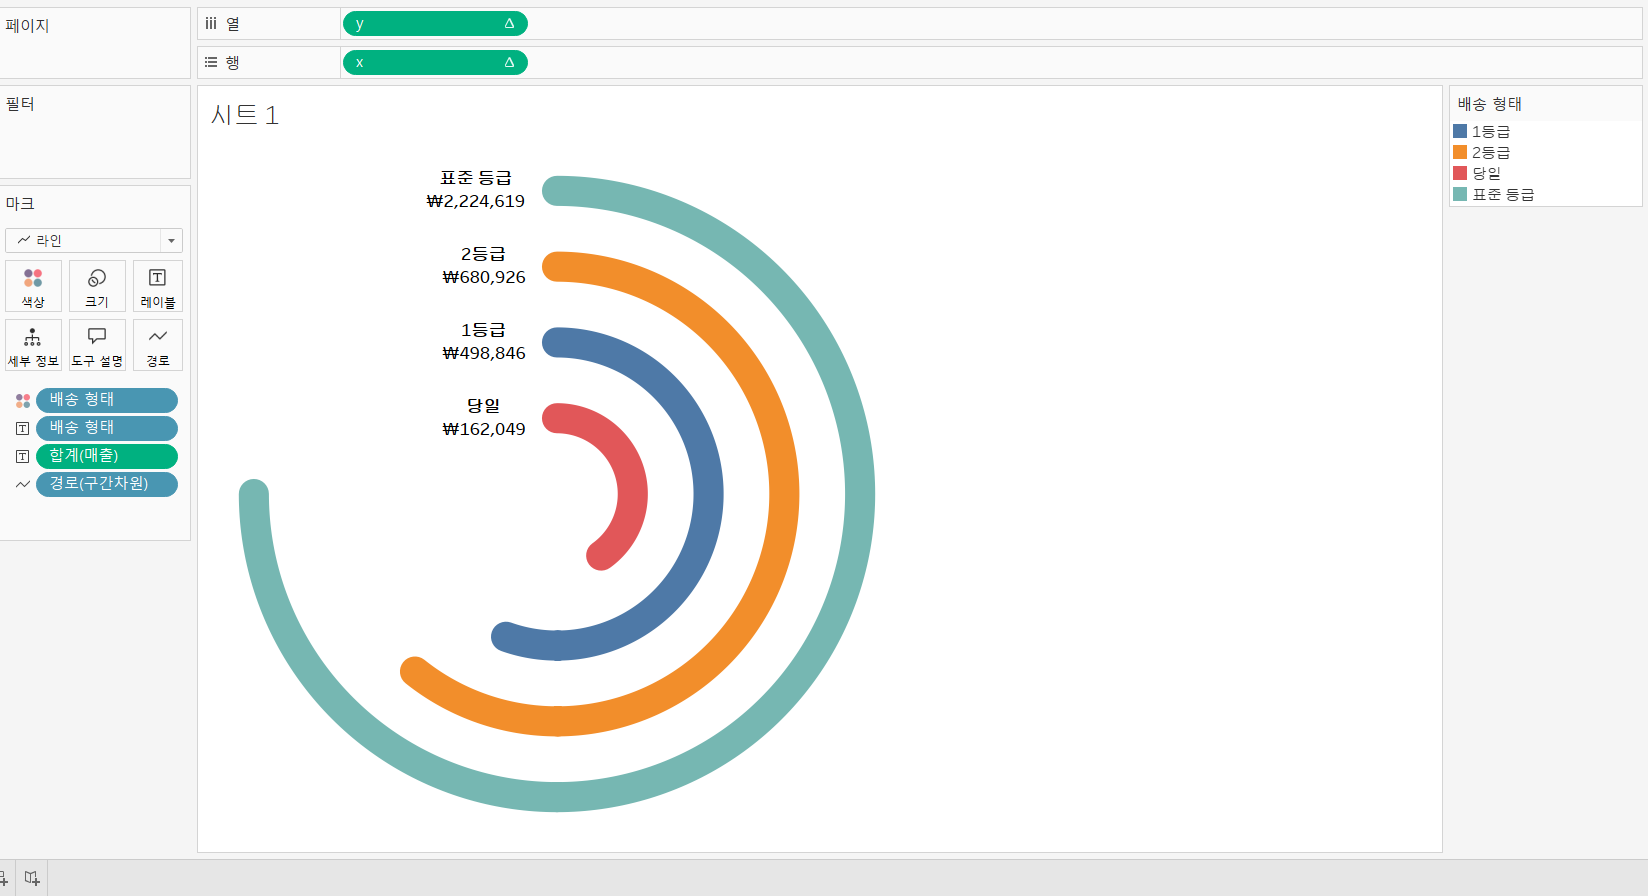 페이지
열
y
행
x
필터
시트 1
배송 형태
1등급
2등급
당일
표준 등급
표준 등급
₩2,224,619
2등급
₩680,926
1등급
₩498,846
당일
₩162,049
마크
라인
색상
크기
레이블
세부 정보
도구 설명
경로
배송 형태
배송 형태
합계(매출)
경로(구간차원)